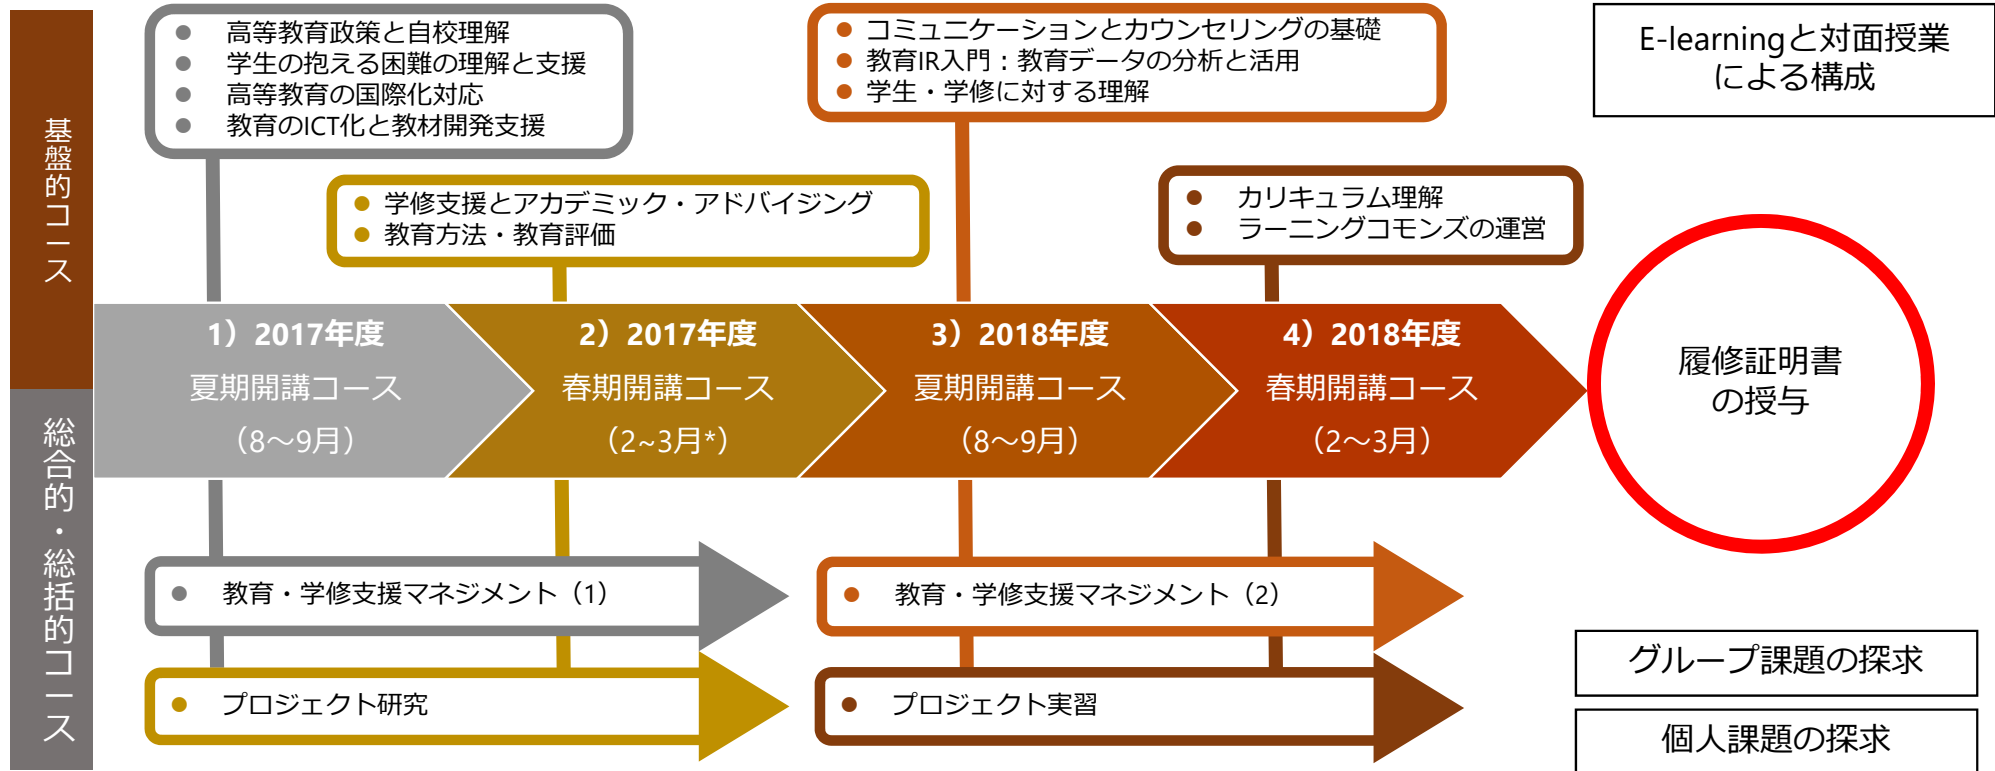 基盤的コース
高等教育政策と自校理解
学生の抱える困難の理解と支援
高等教育の国際化対応
教育のICT化と教材開発支援
学修支援とアカデミック・アドバイジング
教育方法・教育評価
コミュニケーションとカウンセリングの基礎
教育IR入門：教育データの分析と活用
学生・学修に対する理解
カリキュラム理解
ラーニングコモンズの運営
E-learningと対面授業
による構成
1）2017年度
夏期開講コース
（8～9月）
2）2017年度
春期開講コース
（2~3月*）
3）2018年度
夏期開講コース
（8～9月）
4）2018年度
春期開講コース
（2～3月）
履修証明書
の授与
総合的・総括的コース
教育・学修支援マネジメント（1）
プロジェクト研究
教育・学修支援マネジメント（2）
プロジェクト実習
グループ課題の探求
個人課題の探求